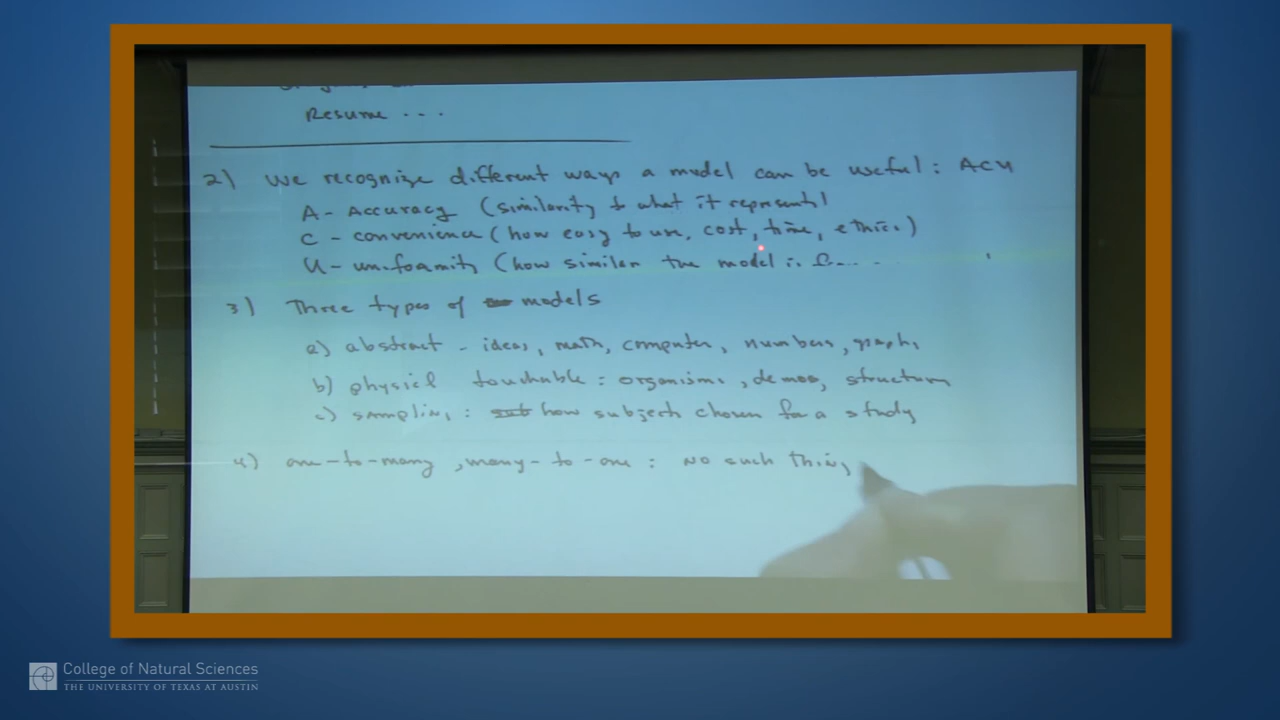 Resume ...
2) We recognize different ways a model can be useful: ACU
A - Accuracy (similarity to what it represents)
C - convenience (how easy to use, cost, time, ethics)
U - uniformity (how similar the model is
3) Three types of models
a) abstract - ideas, math, computer, numbers, graphs
b) physical touchable: organisms, demos, structure
c) sampling: sub how subjects chosen for a study
4) one-to-many, many-to-one: No such thing
College of Natural Sciences
THE UNIVERSITY OF TEXAS AT AUSTIN